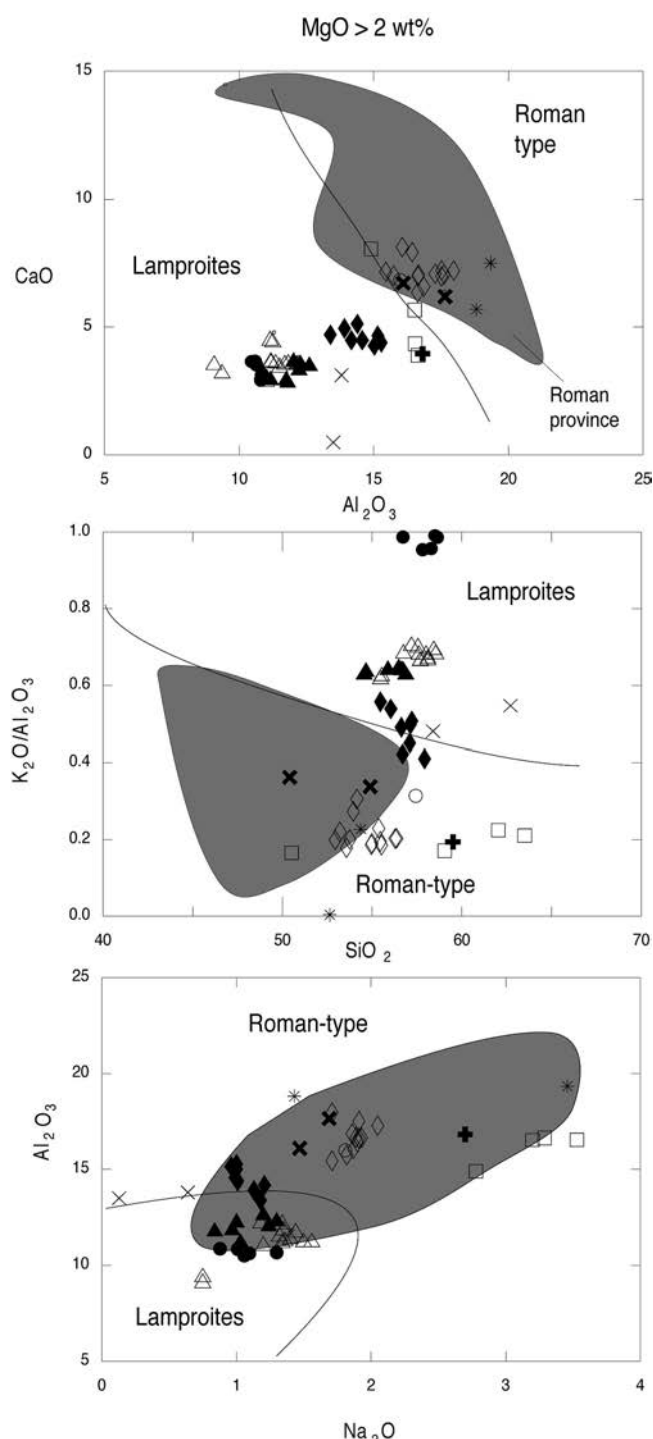 MgO > 2 wt%
15
Roman
type
10
CaO
Lamproites
5
Roman
province
0
5 10 15 20 25
Al₂O₃
1.0
Lamproites
0.8
0.6
K₂O/Al₂O₃
0.4
0.2
Roman-type
0.0
40 50 60 70
SiO₂
25
Roman-type
20
Al₂O₃
15
10
Lamproites
5
0 1 2 3 4
Na₂O